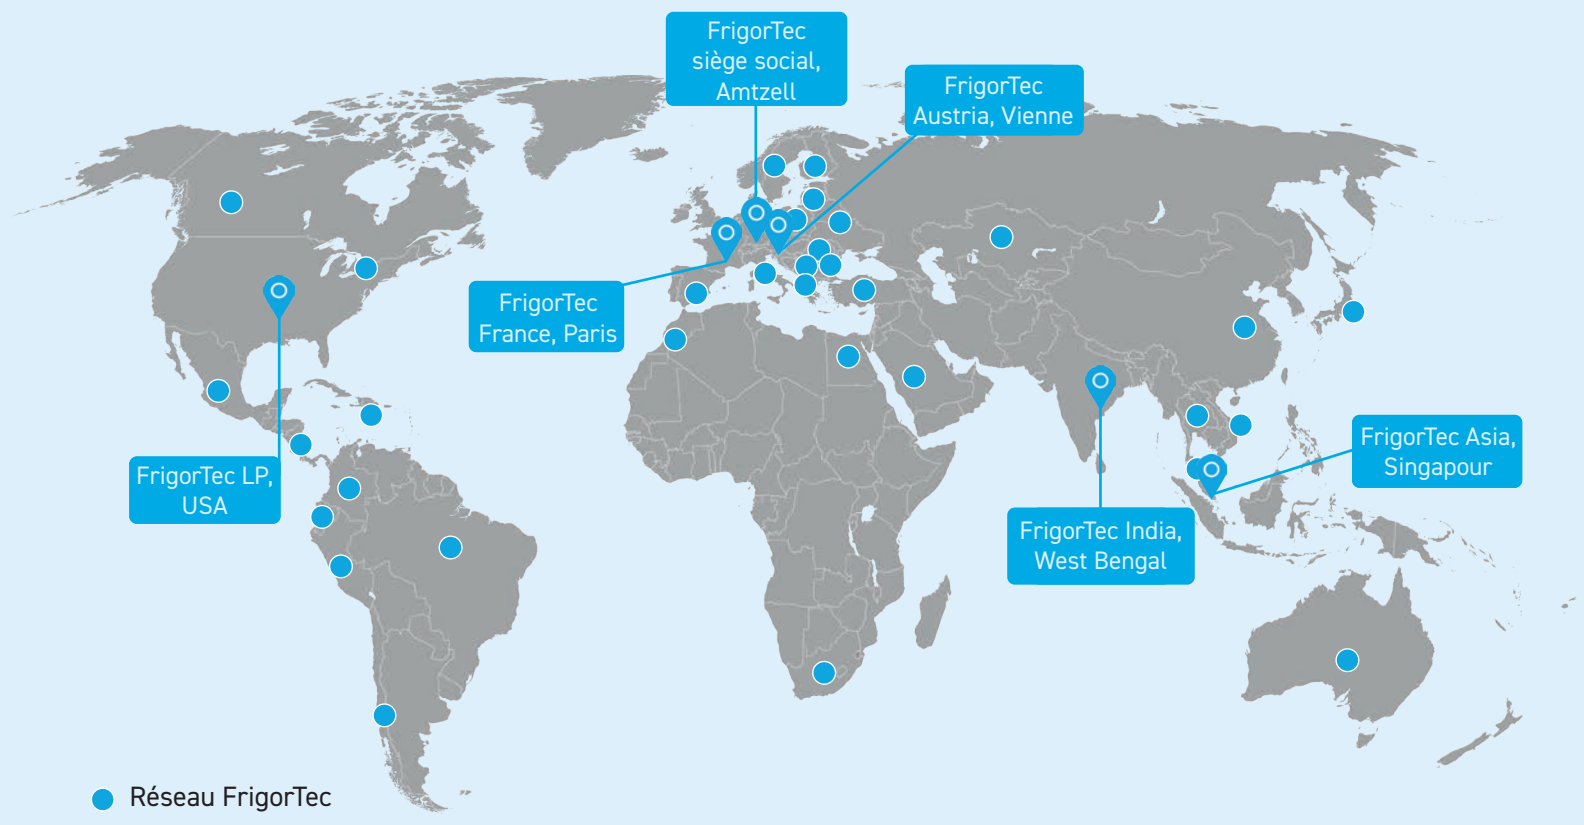 FrigorTec
siège social,
Amtzell
FrigorTec
Austria, Vienne
FrigorTec
France, Paris
FrigorTec LP,
USA
FrigorTec Asia,
Singapour
FrigorTec India,
West Bengal
Réseau FrigorTec